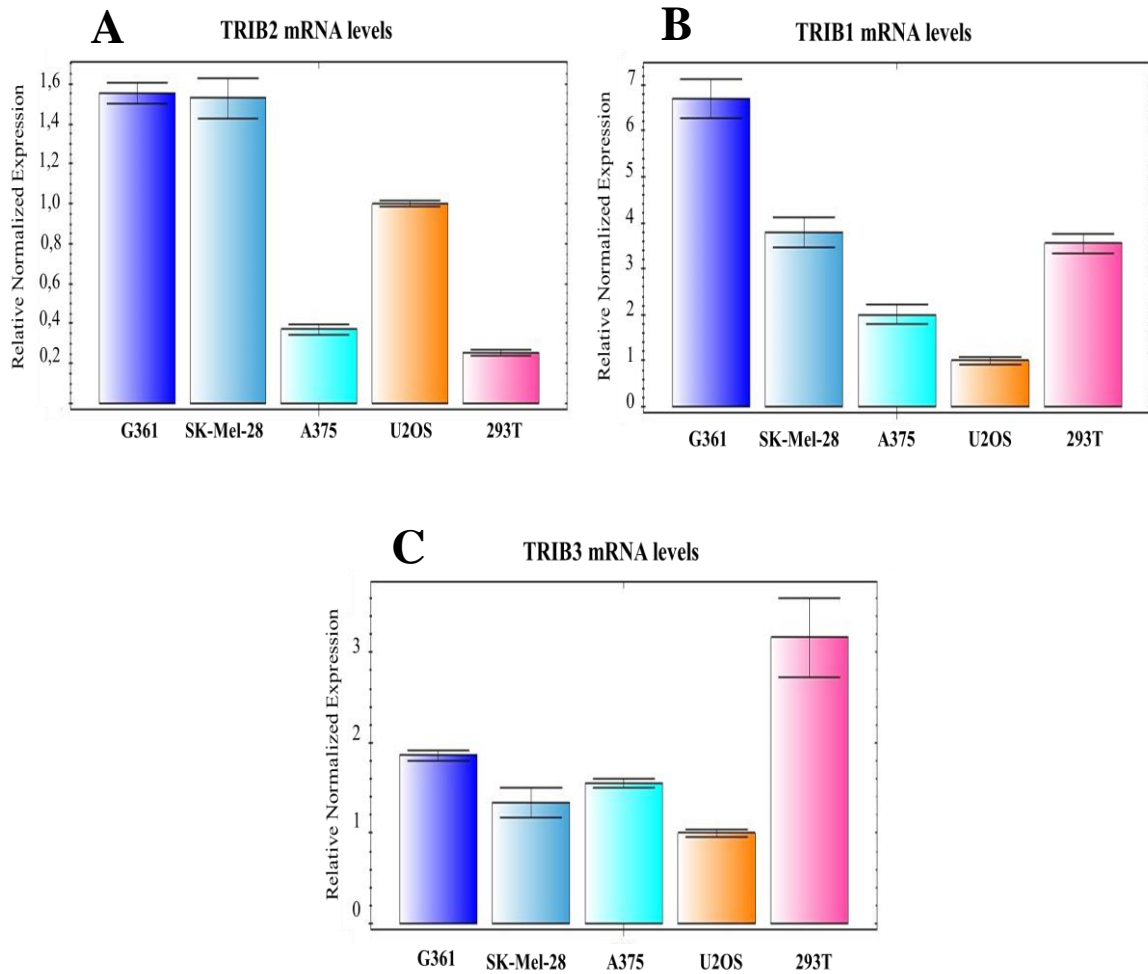 A
TRIB2 mRNA levels
Relative Normalized Expression
1,6
1,4
1,2
1,0
0,8
0,6
0,4
0,2
G361 SK-Mel-28 A375 U2OS 293T
B
TRIB1 mRNA levels
Relative Normalized Expression
7
6
5
4
3
2
1
0
G361 SK-Mel-28 A375 U2OS 293T
C
TRIB3 mRNA levels
Relative Normalized Expression
3
2
1
0
G361 SK-Mel-28 A375 U2OS 293T